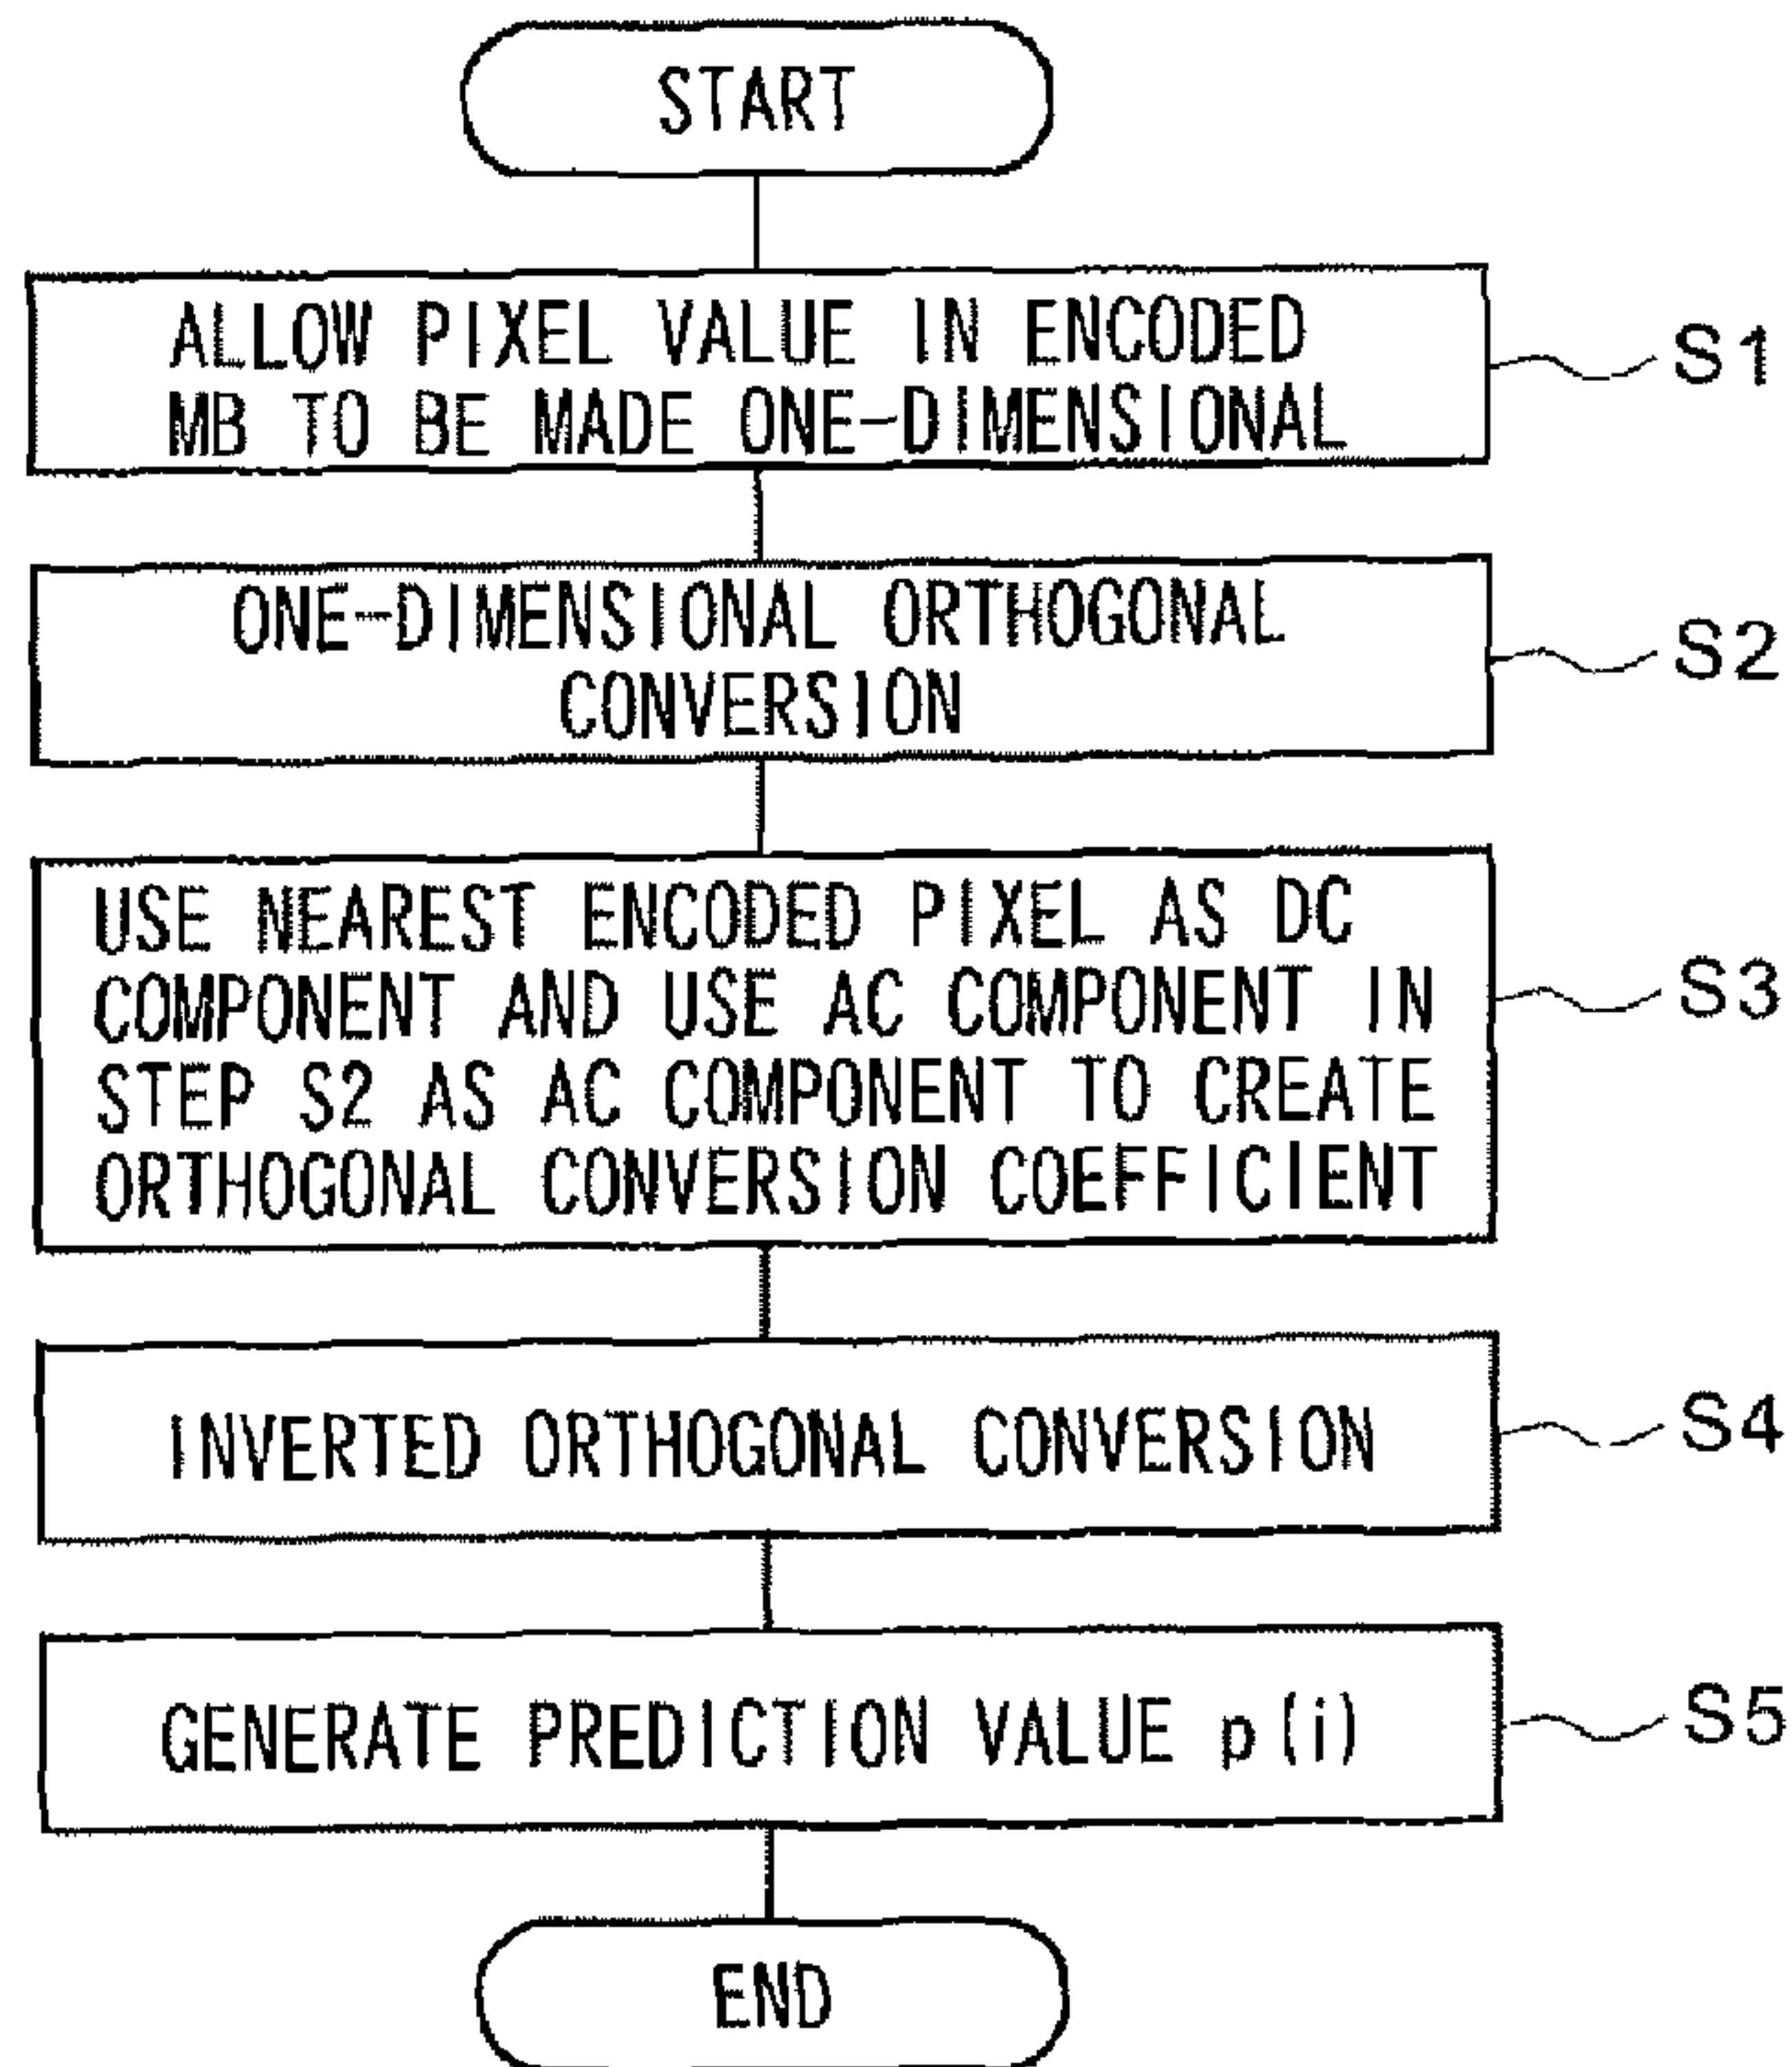 START
ALLOW PIXEL VALUE IN ENCODED
MB TO BE MADE ONE-DIMENSIONAL
S1
ONE-DIMENSIONAL ORTHOGONAL
CONVERSION
S2
USE NEAREST ENCODED PIXEL AS DC
COMPONENT AND USE AC COMPONENT IN
STEP S2 AS AC COMPONENT TO CREATE
ORTHOGONAL CONVERSION COEFFICIENT
S3
INVERTED ORTHOGONAL CONVERSION
S4
GENERATE PREDICTION VALUE p(i)
S5
END